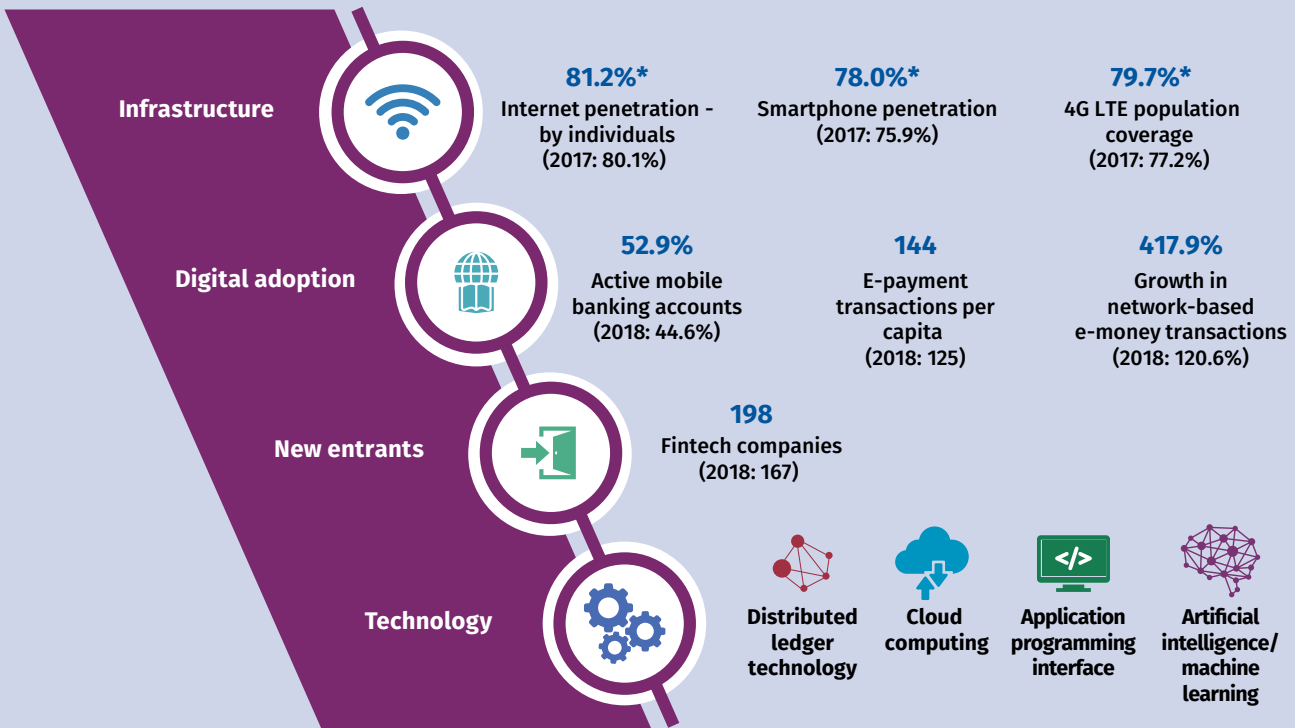 Infrastructure
81.2%*
Internet penetration -
by individuals
(2017: 80.1%)
78.0%*
Smartphone penetration
(2017: 75.9%)
79.7%*
4G LTE population
coverage
(2017: 77.2%)
Digital adoption
52.9%
Active mobile
banking accounts
(2018: 44.6%)
144
E-payment
transactions per
capita
(2018: 125)
417.9%
Growth in
network-based
e-money transactions
(2018: 120.6%)
New entrants
198
Fintech companies
(2018: 167)
Technology
Distributed
ledger
technology
Cloud
computing
</>
Application
programming
interface
Artificial
intelligence/
machine
learning